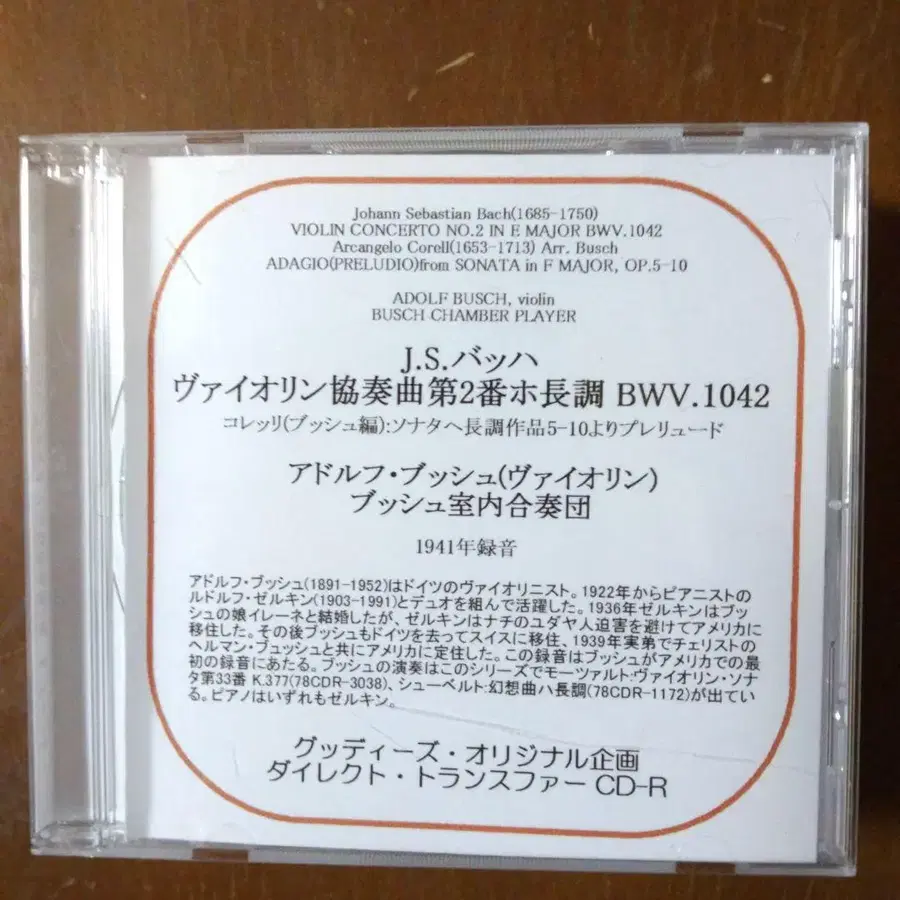 Johann Sebastian Bach(1685-1750)
VIOLIN CONCERTO NO.2 IN E MAJOR BWV.1042
Arcangelo Corell(1653-1713) Arr. Busch
ADAGIO(PRELUDIO)from SONATA in F MAJOR, OP.5-10
ADOLF BUSCH, violin
BUSCH CHAMBER PLAYER
J.S.バッハ
ヴァイオリン協奏曲第2番ホ長調 BWV.1042
コレッリ(ブッシュ編):ソナタヘ長調作品5-10よりプレリュード
アドルフ・ブッシュ(ヴァイオリン)
ブッシュ室内合奏団
1941年録音
アドルフ・ブッシュ(1891-1952)はドイツのヴァイオリニスト。1922年からピアニストの
ルドルフ・ゼルキン(1903-1991)とデュオを組んで活躍した。1936年ゼルキンはブッ
シュの娘イレーネと結婚したが、ゼルキンはナチのユダヤ人迫害を避けてアメリカに
移住した。その後ブッシュもドイツを去ってスイスに移住、1939年実弟でチェリストの
ヘルマン・ブュッシュと共にアメリカに定住した。この録音はブッシュがアメリカでの最
初の録音にあたる。ブッシュの演奏はこのシリーズでモーツァルト:ヴァイオリン・ソナ
タ第33番 K.377(78CDR-3038)、シューベルト:幻想曲ハ長調(78CDR-1172)が出てい
る。ピアノはいずれもゼルキン。
グッディーズ・オリジナル企画
ダイレクト・トランスファー CD-R